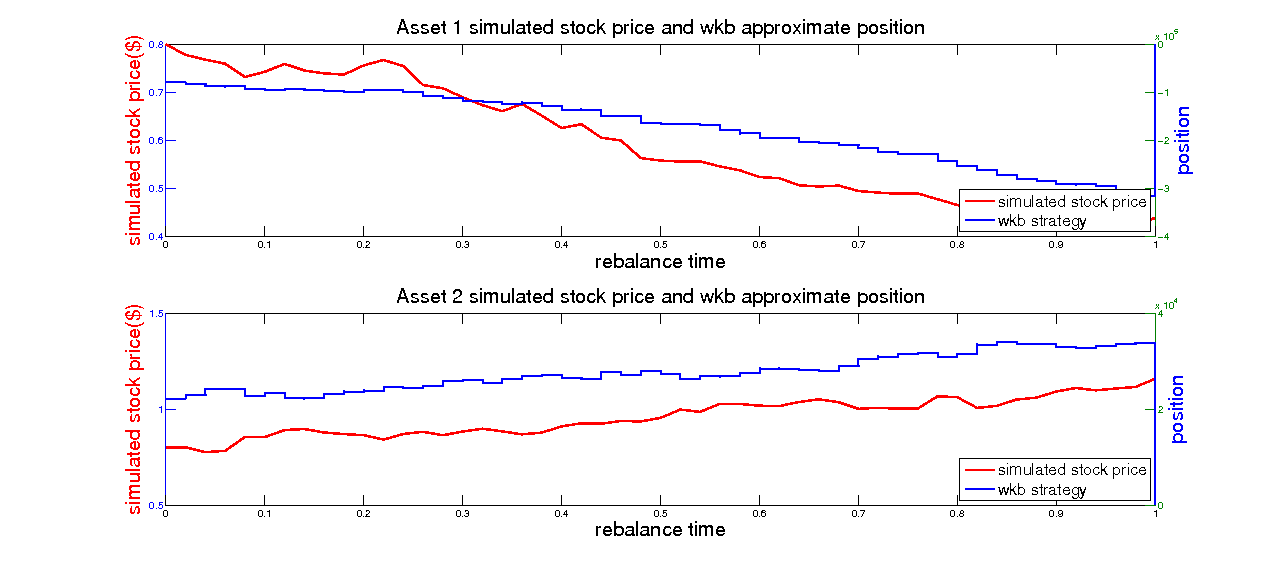 Asset 1 simulated stock price and wkb approximate position
x 10^5
simulated stock price($)
0.8
0.7
0.6
0.5
0.4
0
-1
-2
-3
-4
position
simulated stock price
wkb strategy
0 0.1 0.2 0.3 0.4 0.5 0.6 0.7 0.8 0.9 1
rebalance time
Asset 2 simulated stock price and wkb approximate position
x 10^4
simulated stock price($)
1.5
1
0.5
4
2
0
position
simulated stock price
wkb strategy
0 0.1 0.2 0.3 0.4 0.5 0.6 0.7 0.8 0.9 1
rebalance time